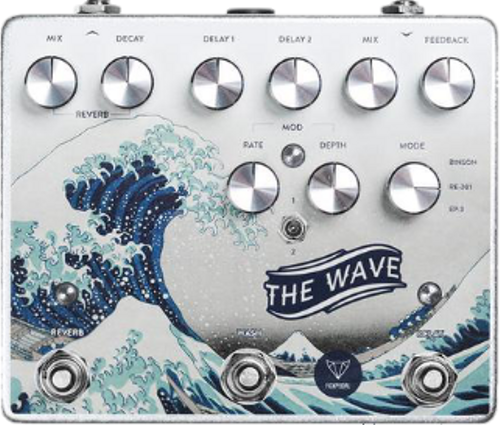 MIX DECAY DELAY 1 DELAY 2 MIX FEEDBACK
REVERB
MOD
RATE DEPTH MODE
BINSON
RE-201
EP-3
1
2
THE WAVE
REVERB WASH